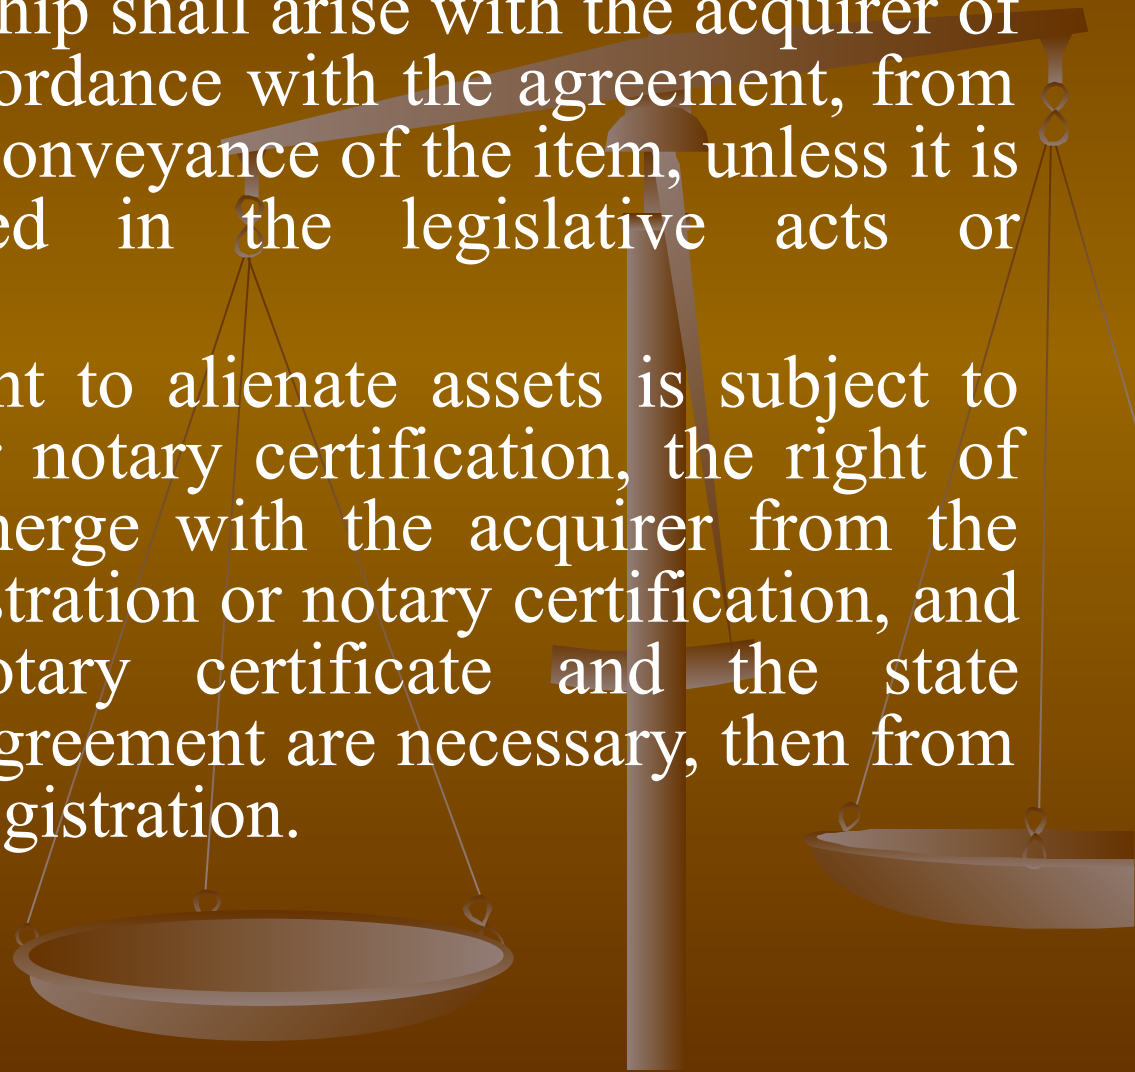 hip shall arise with the acquirer of
ordance with the agreement, from
onveyance of the item, unless it is
ed in the legislative acts or
nt to alienate assets is subject to
notary certification, the right of
nerge with the acquirer from the
stration or notary certification, and
otary certificate and the state
greement are necessary, then from
gistration.